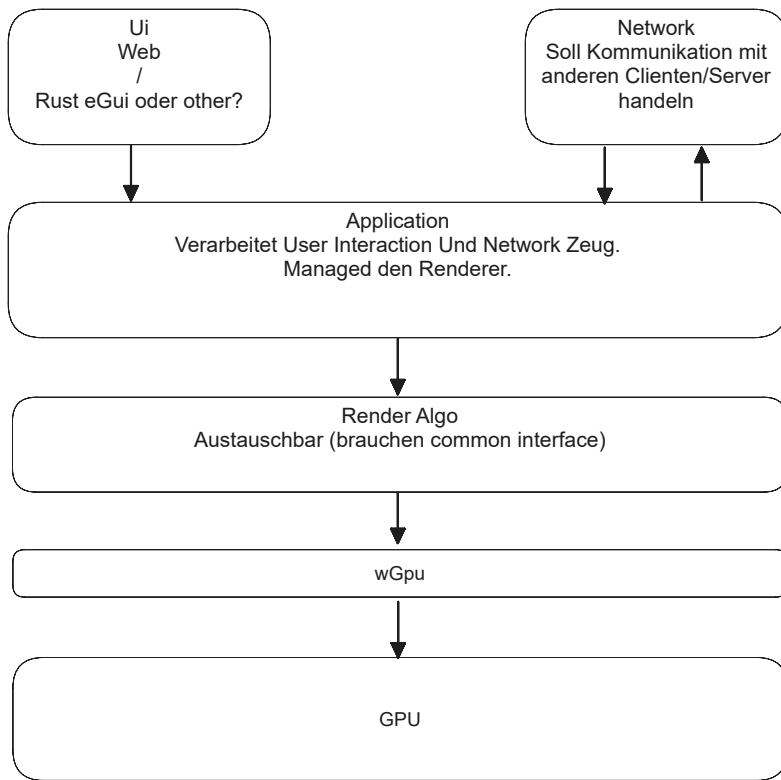 Ui
Web
/
Rust eGui oder other?
Network
Soll Kommunikation mit
anderen Clienten/Server
handeln
Application
Verarbeitet User Interaction Und Network Zeug.
Managed den Renderer.
Render Algo
Austauschbar (brauchen common interface)
wGpu
GPU